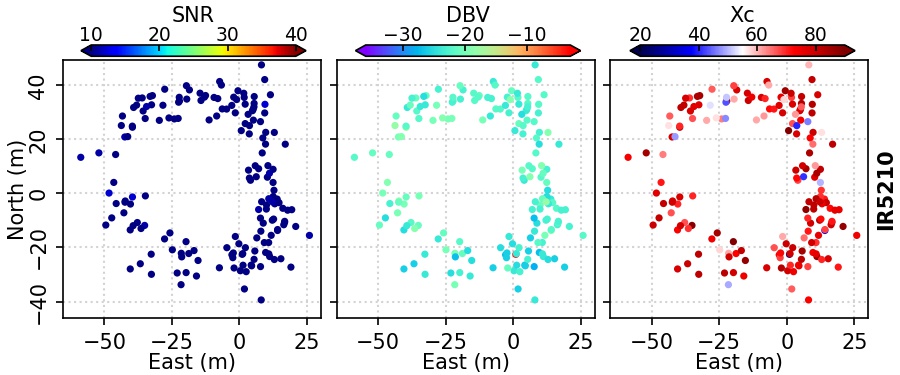 SNR DBV Xc
10 20 30 40 −30 −20 −10 20 40 60 80
North (m)
40
20
0
−20
−40
−50 −25 0 25 −50 −25 0 25 −50 −25 0 25
East (m) East (m) East (m)
IR5210